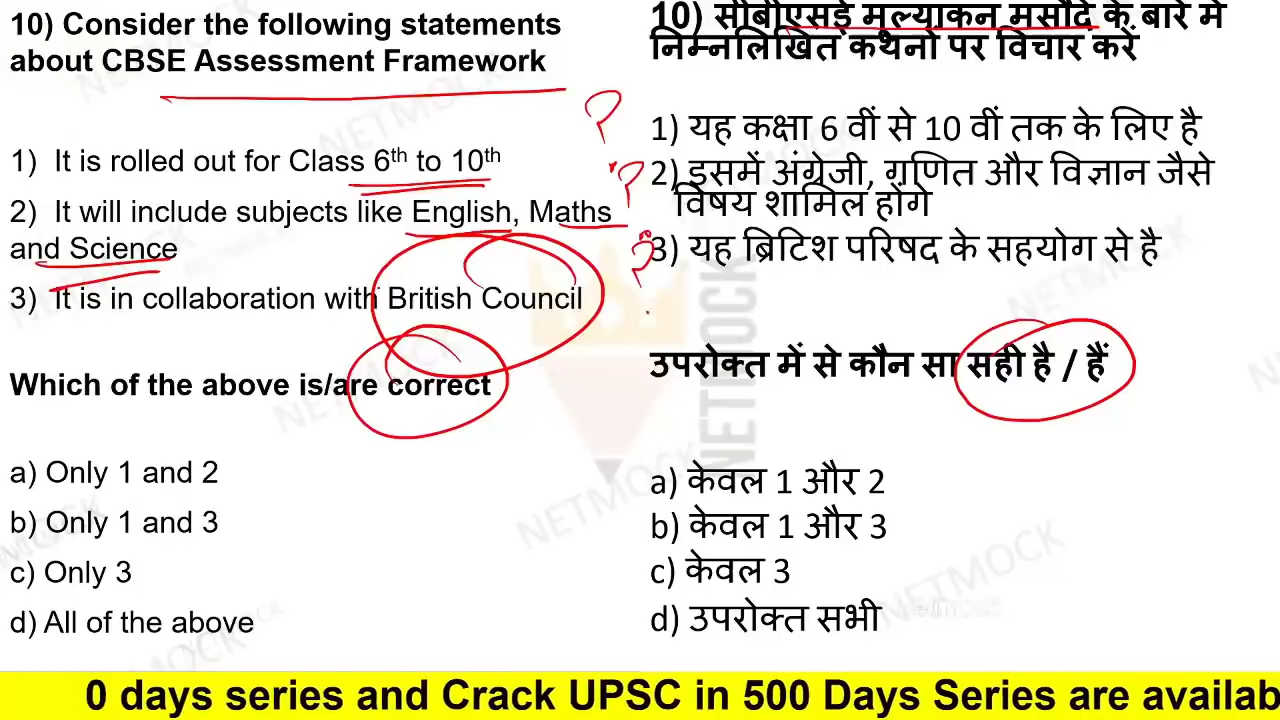 10) Consider the following statements
about CBSE Assessment Framework
1) It is rolled out for Class 6th to 10th
2) It will include subjects like English, Maths
and Science
3) It is in collaboration with British Council
Which of the above is/are correct
a) Only 1 and 2
b) Only 1 and 3
c) Only 3
d) All of the above
10) सीबीएसई मूल्यांकन मसौदे के बारे में
निम्नलिखित कथनों पर विचार करें
1) यह कक्षा 6 वीं से 10 वीं तक के लिए है
2) इसमें अंग्रेजी, गणित और विज्ञान जैसे
विषय शामिल होंगे
3) यह ब्रिटिश परिषद के सहयोग से है
उपरोक्त में से कौन सा सही है / हैं
a) केवल 1 और 2
b) केवल 1 और 3
c) केवल 3
d) उपरोक्त सभी
NETMOCK
0 days series and Crack UPSC in 500 Days Series are availab